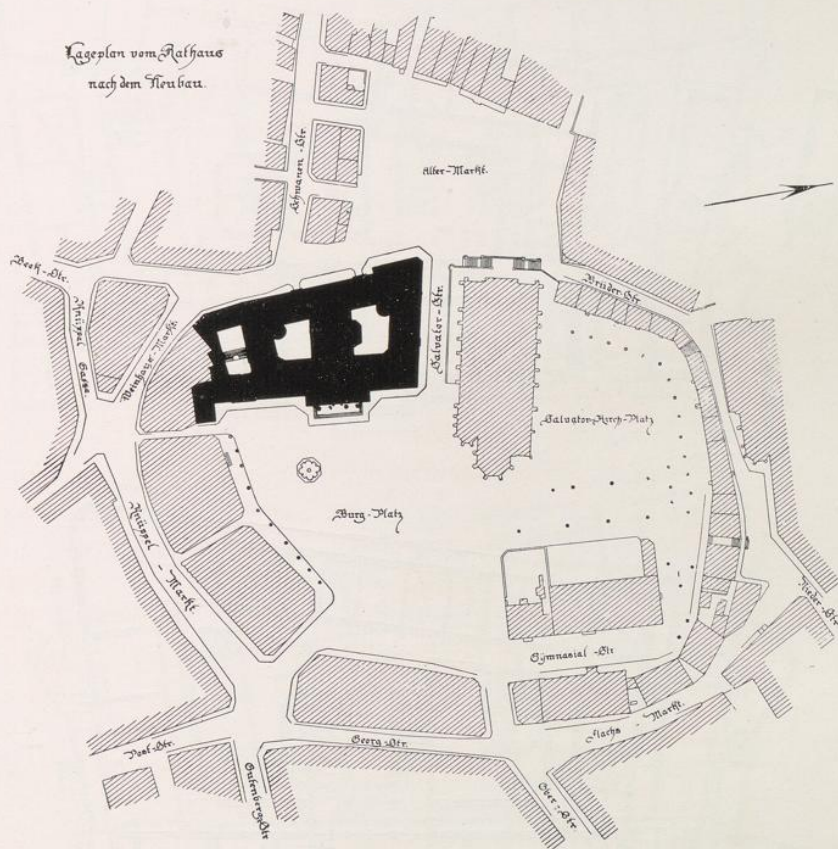 Lageplan vom Rathaus
nach dem Neubau.
Schwanen-Str.
Alter-Markt.
Beek-Str.
Knüppel Gasse.
Weinhaus-Markt.
Salvator-Str.
Brüder-Str.
Salvator-Kirch-Platz
Burg-Platz
Knüppel-Markt.
Nieder-Str.
Gymnasial-Str
Flachs-Markt.
Post-Str.
Gutenberg-Str
Georg-Str.
Ober-Str.